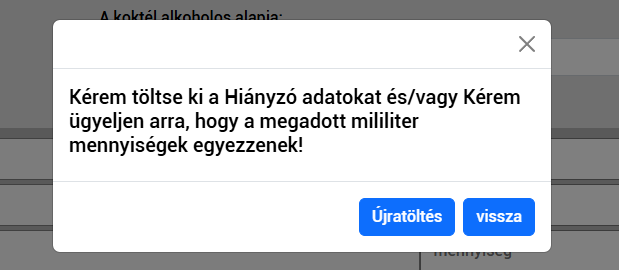 A koktél alkoholos alapja:
Kérem töltse ki a Hiányzó adatokat és/vagy Kérem
ügyeljen arra, hogy a megadott mililiter
mennyiségek egyezzenek!
Újratöltés vissza
mennyiség